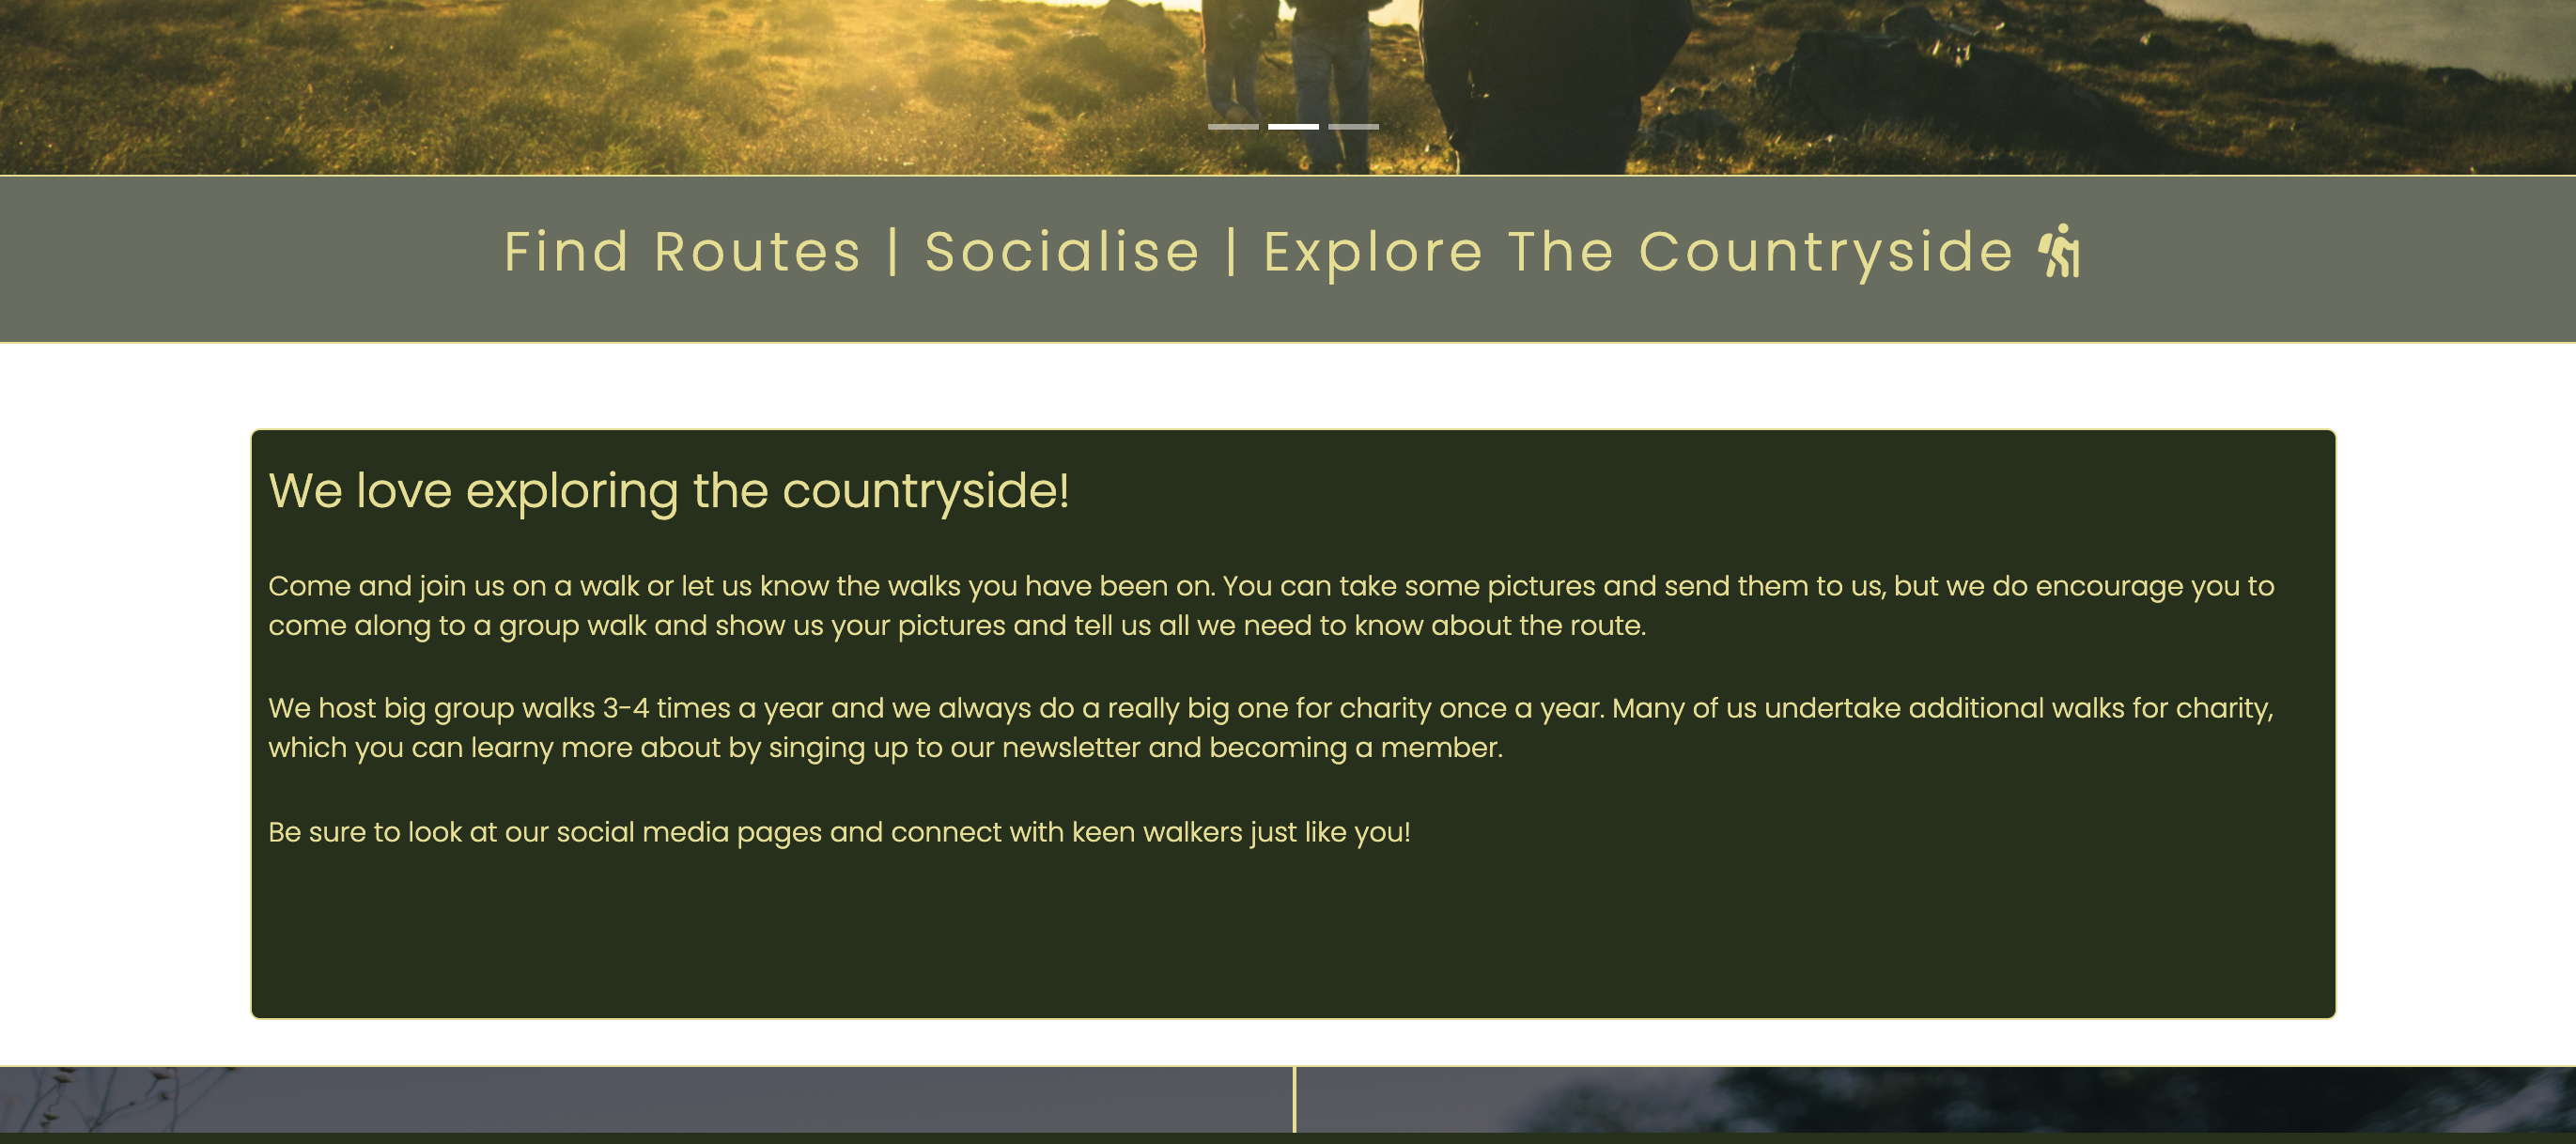 Find Routes | Socialise | Explore The Countryside
We love exploring the countryside!
Come and join us on a walk or let us know the walks you have been on. You can take some pictures and send them to us, but we do encourage you to
come along to a group walk and show us your pictures and tell us all we need to know about the route.
We host big group walks 3-4 times a year and we always do a really big one for charity once a year. Many of us undertake additional walks for charity,
which you can learny more about by singing up to our newsletter and becoming a member.
Be sure to look at our social media pages and connect with keen walkers just like you!